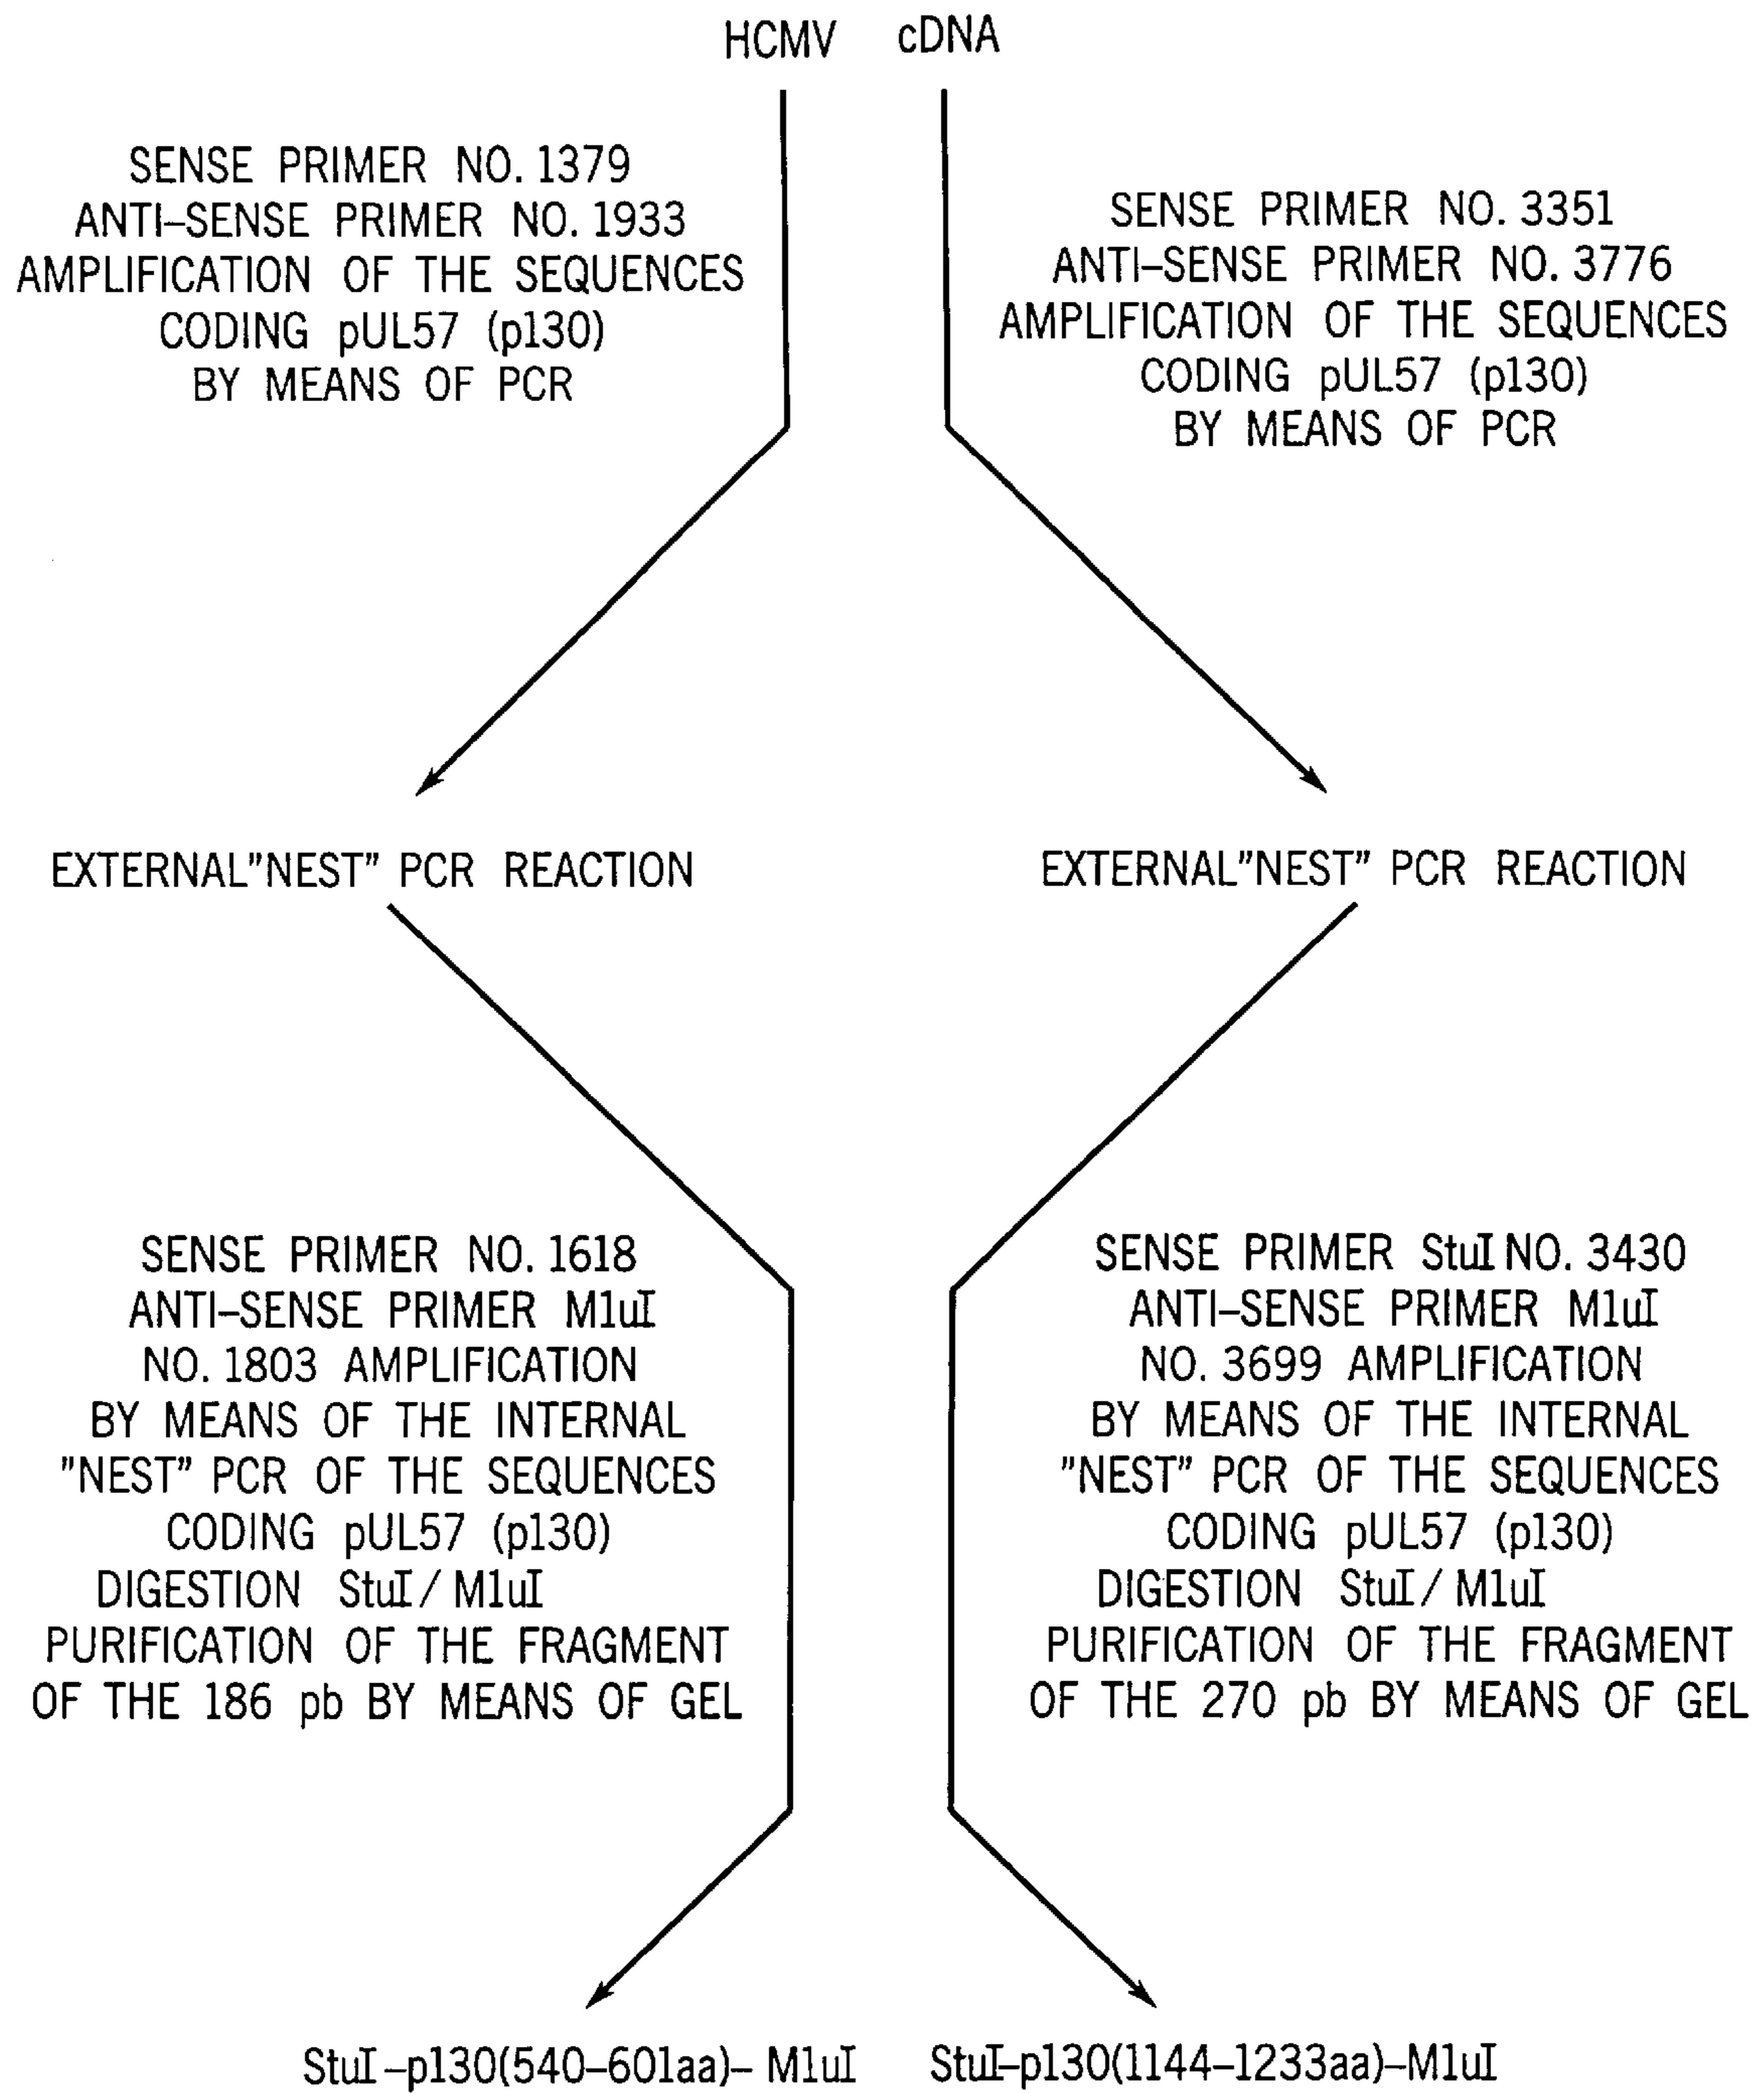 HCMV cDNA
SENSE PRIMER NO. 1379
ANTI-SENSE PRIMER NO. 1933
AMPLIFICATION OF THE SEQUENCES
CODING pUL57 (p130)
BY MEANS OF PCR
SENSE PRIMER NO. 3351
ANTI-SENSE PRIMER NO. 3776
AMPLIFICATION OF THE SEQUENCES
CODING pUL57 (p130)
BY MEANS OF PCR
EXTERNAL"NEST" PCR REACTION
EXTERNAL"NEST" PCR REACTION
SENSE PRIMER NO. 1618
ANTI-SENSE PRIMER MluI
NO. 1803 AMPLIFICATION
BY MEANS OF THE INTERNAL
"NEST" PCR OF THE SEQUENCES
CODING pUL57 (p130)
DIGESTION StuI/MluI
PURIFICATION OF THE FRAGMENT
OF THE 186 pb BY MEANS OF GEL
SENSE PRIMER StuI NO. 3430
ANTI-SENSE PRIMER MluI
NO. 3699 AMPLIFICATION
BY MEANS OF THE INTERNAL
"NEST" PCR OF THE SEQUENCES
CODING pUL57 (p130)
DIGESTION StuI/MluI
PURIFICATION OF THE FRAGMENT
OF THE 270 pb BY MEANS OF GEL
StuI-p130(540-601aa)-MluI
StuI-p130(1144-1233aa)-MluI